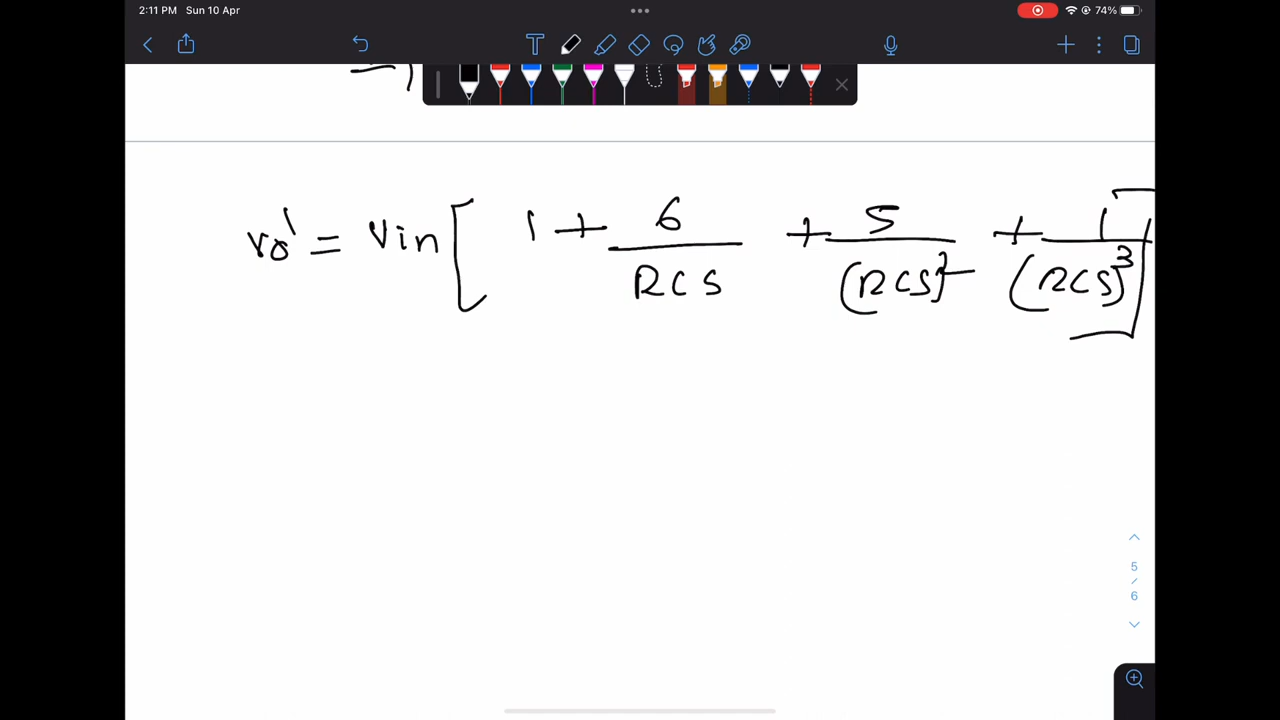 2:11 PM Sun 10 Apr 74%
T
vo' = Vin [ 1 + 6/RCS + 5/(RCS)² + 1/(RCS)³ ]
5
/
6